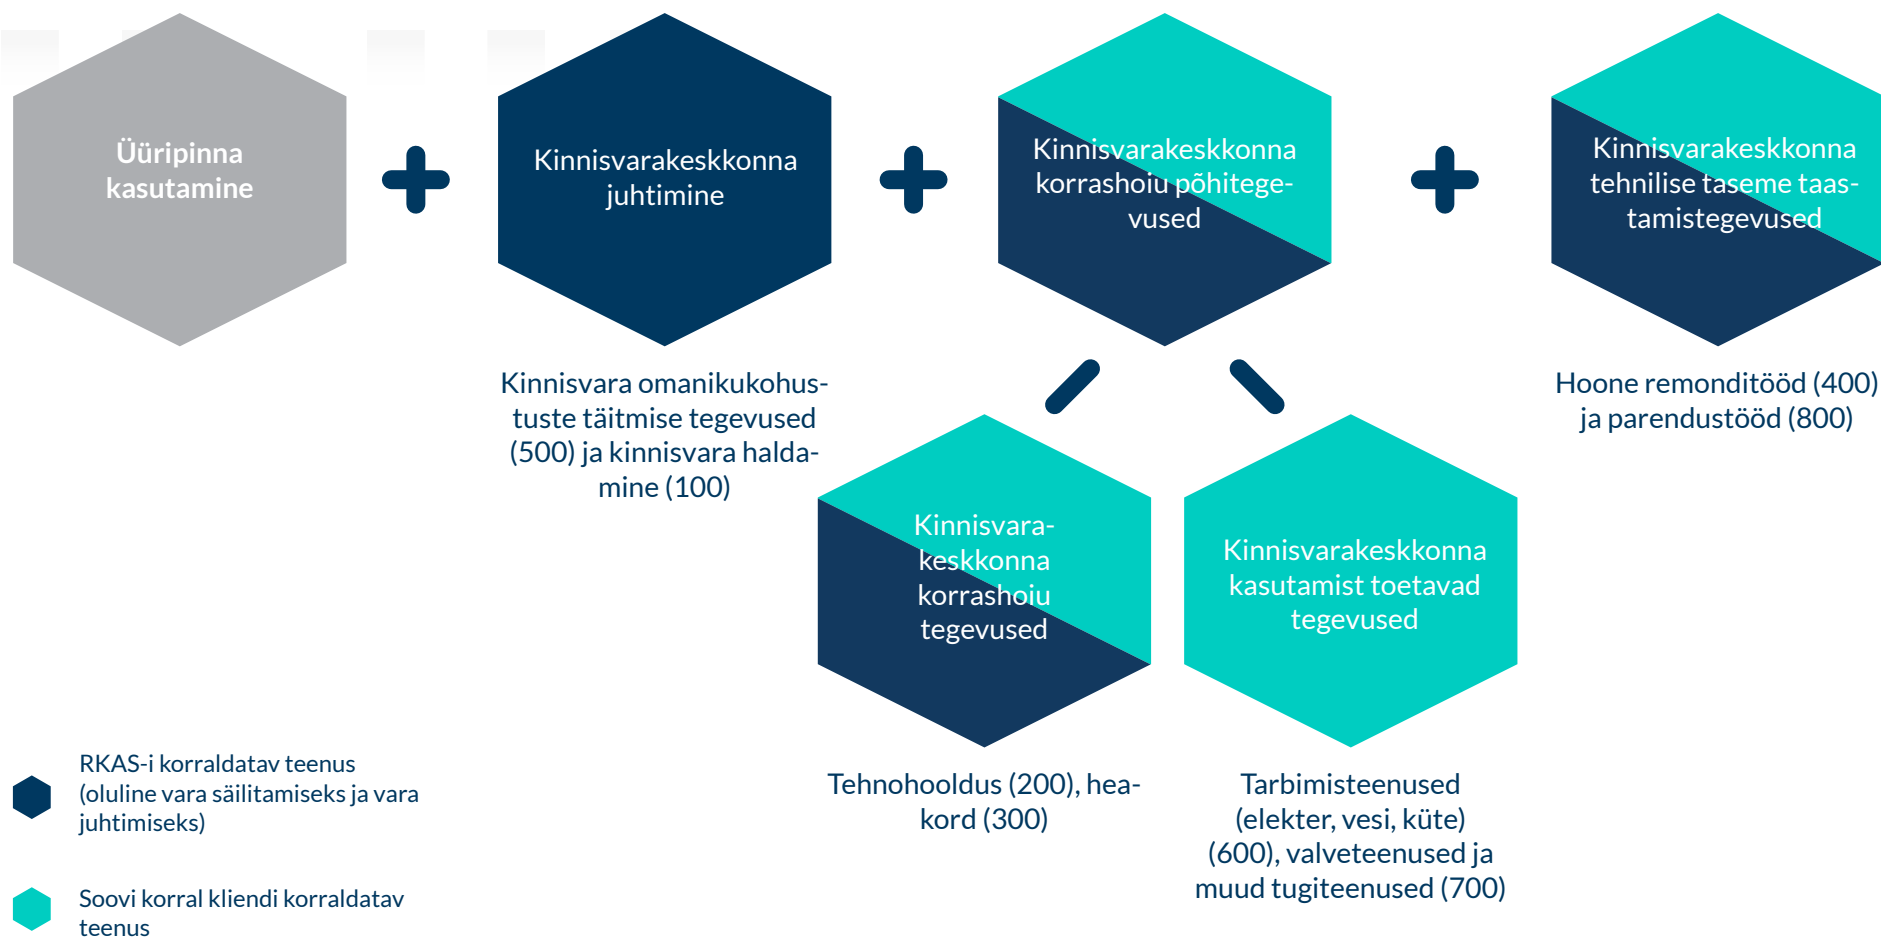 Üüripinna
kasutamine
Kinnisvarakeskkonna
juhtimine
Kinnisvarakeskkonna
korrashoiu põhitege-
vused
Kinnisvarakeskkonna
tehnilise taseme taas-
tamistegevused
Kinnisvara omanikukohus-
tuste täitmise tegevused
(500) ja kinnisvara halda-
mine (100)
Hoone remonditööd (400)
ja parendustööd (800)
Kinnisvara-
keskkonna
korrashoiu
tegevused
Kinnisvarakeskkonna
kasutamist toetavad
tegevused
Tehnohooldus (200), hea-
kord (300)
Tarbimisteenused
(elekter, vesi, küte)
(600), valveteenused ja
muud tugiteenused (700)
RKAS-i korraldatav teenus
(oluline vara säilitamiseks ja vara
juhtimiseks)
Soovi korral kliendi korraldatav
teenus